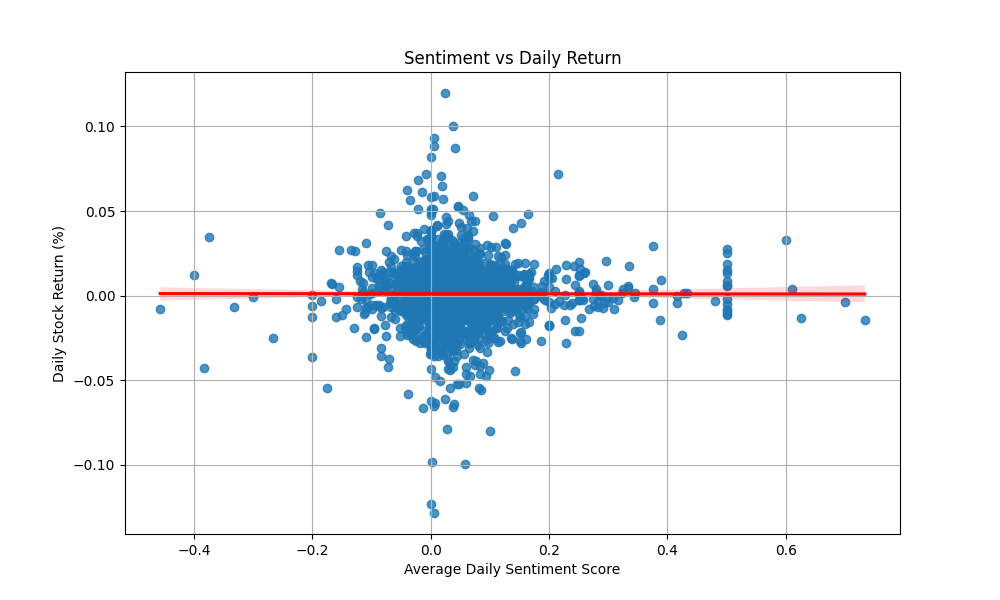 Sentiment vs Daily Return
Daily Stock Return (%)
0.10
0.05
0.00
−0.05
−0.10
−0.4 −0.2 0.0 0.2 0.4 0.6
Average Daily Sentiment Score